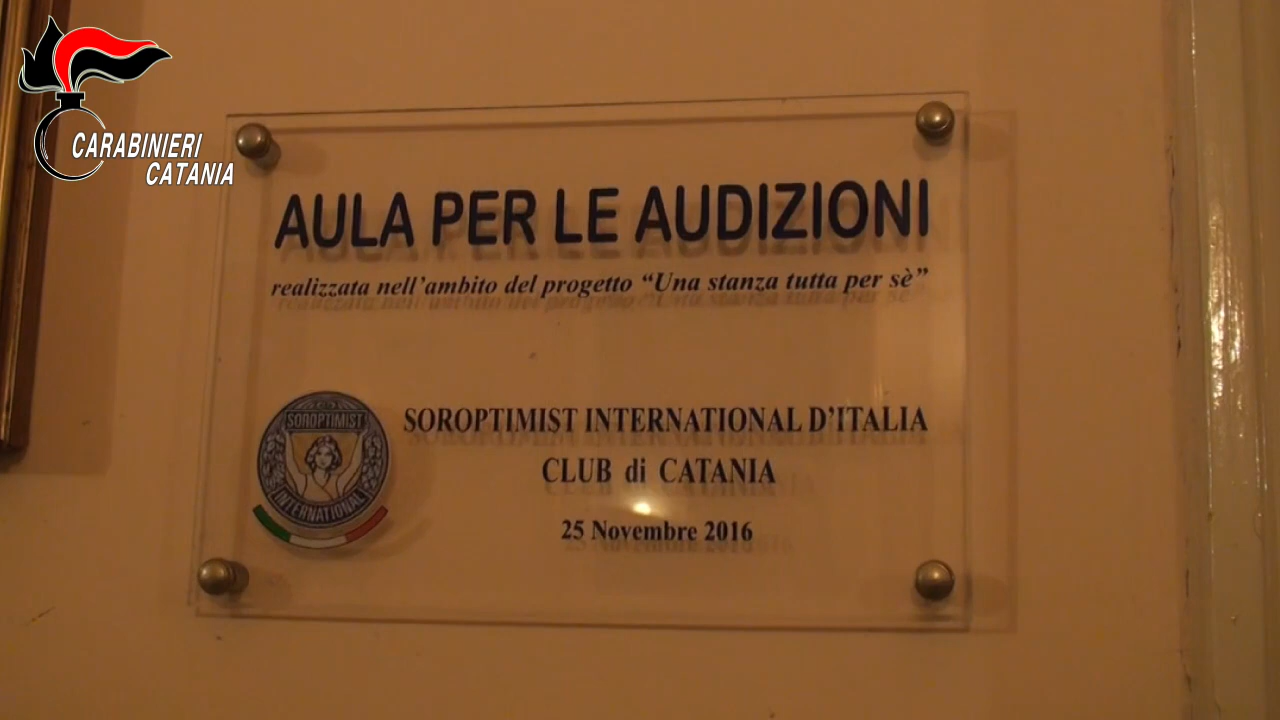 CARABINIERI
CATANIA
AULA PER LE AUDIZIONI
realizzata nell'ambito del progetto “Una stanza tutta per sè”
SOROPTIMIST
INTERNATIONAL
SOROPTIMIST INTERNATIONAL D'ITALIA
CLUB di CATANIA
25 Novembre 2016